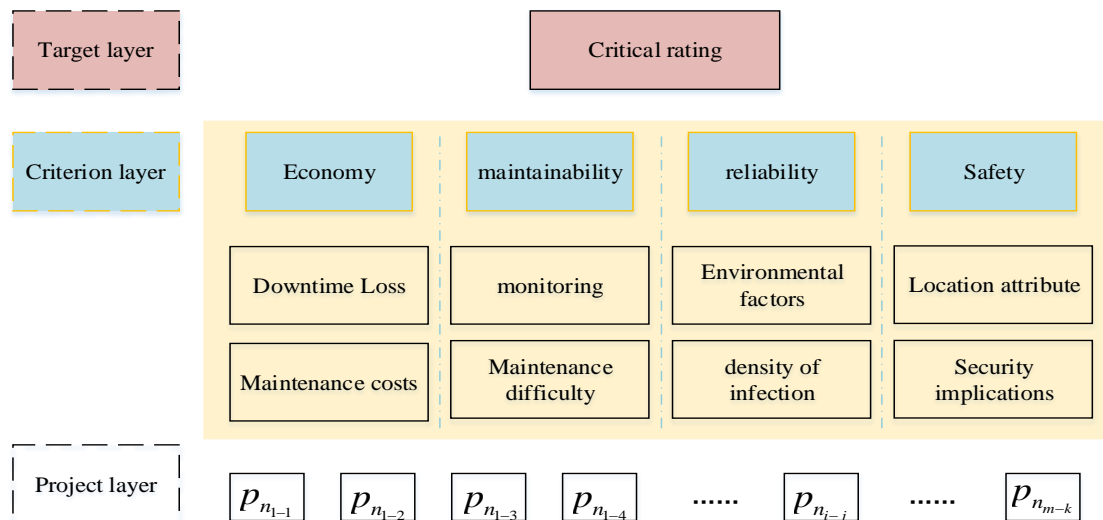 Target layer
Critical rating
Criterion layer
Economy
maintainability
reliability
Safety
Downtime Loss
monitoring
Environmental
factors
Location attribute
Maintenance costs
Maintenance
difficulty
density of
infection
Security
implications
Project layer
p_{n_{1-1}}
p_{n_{1-2}}
p_{n_{1-3}}
p_{n_{1-4}}
......
p_{n_{i-j}}
......
p_{n_{m-k}}